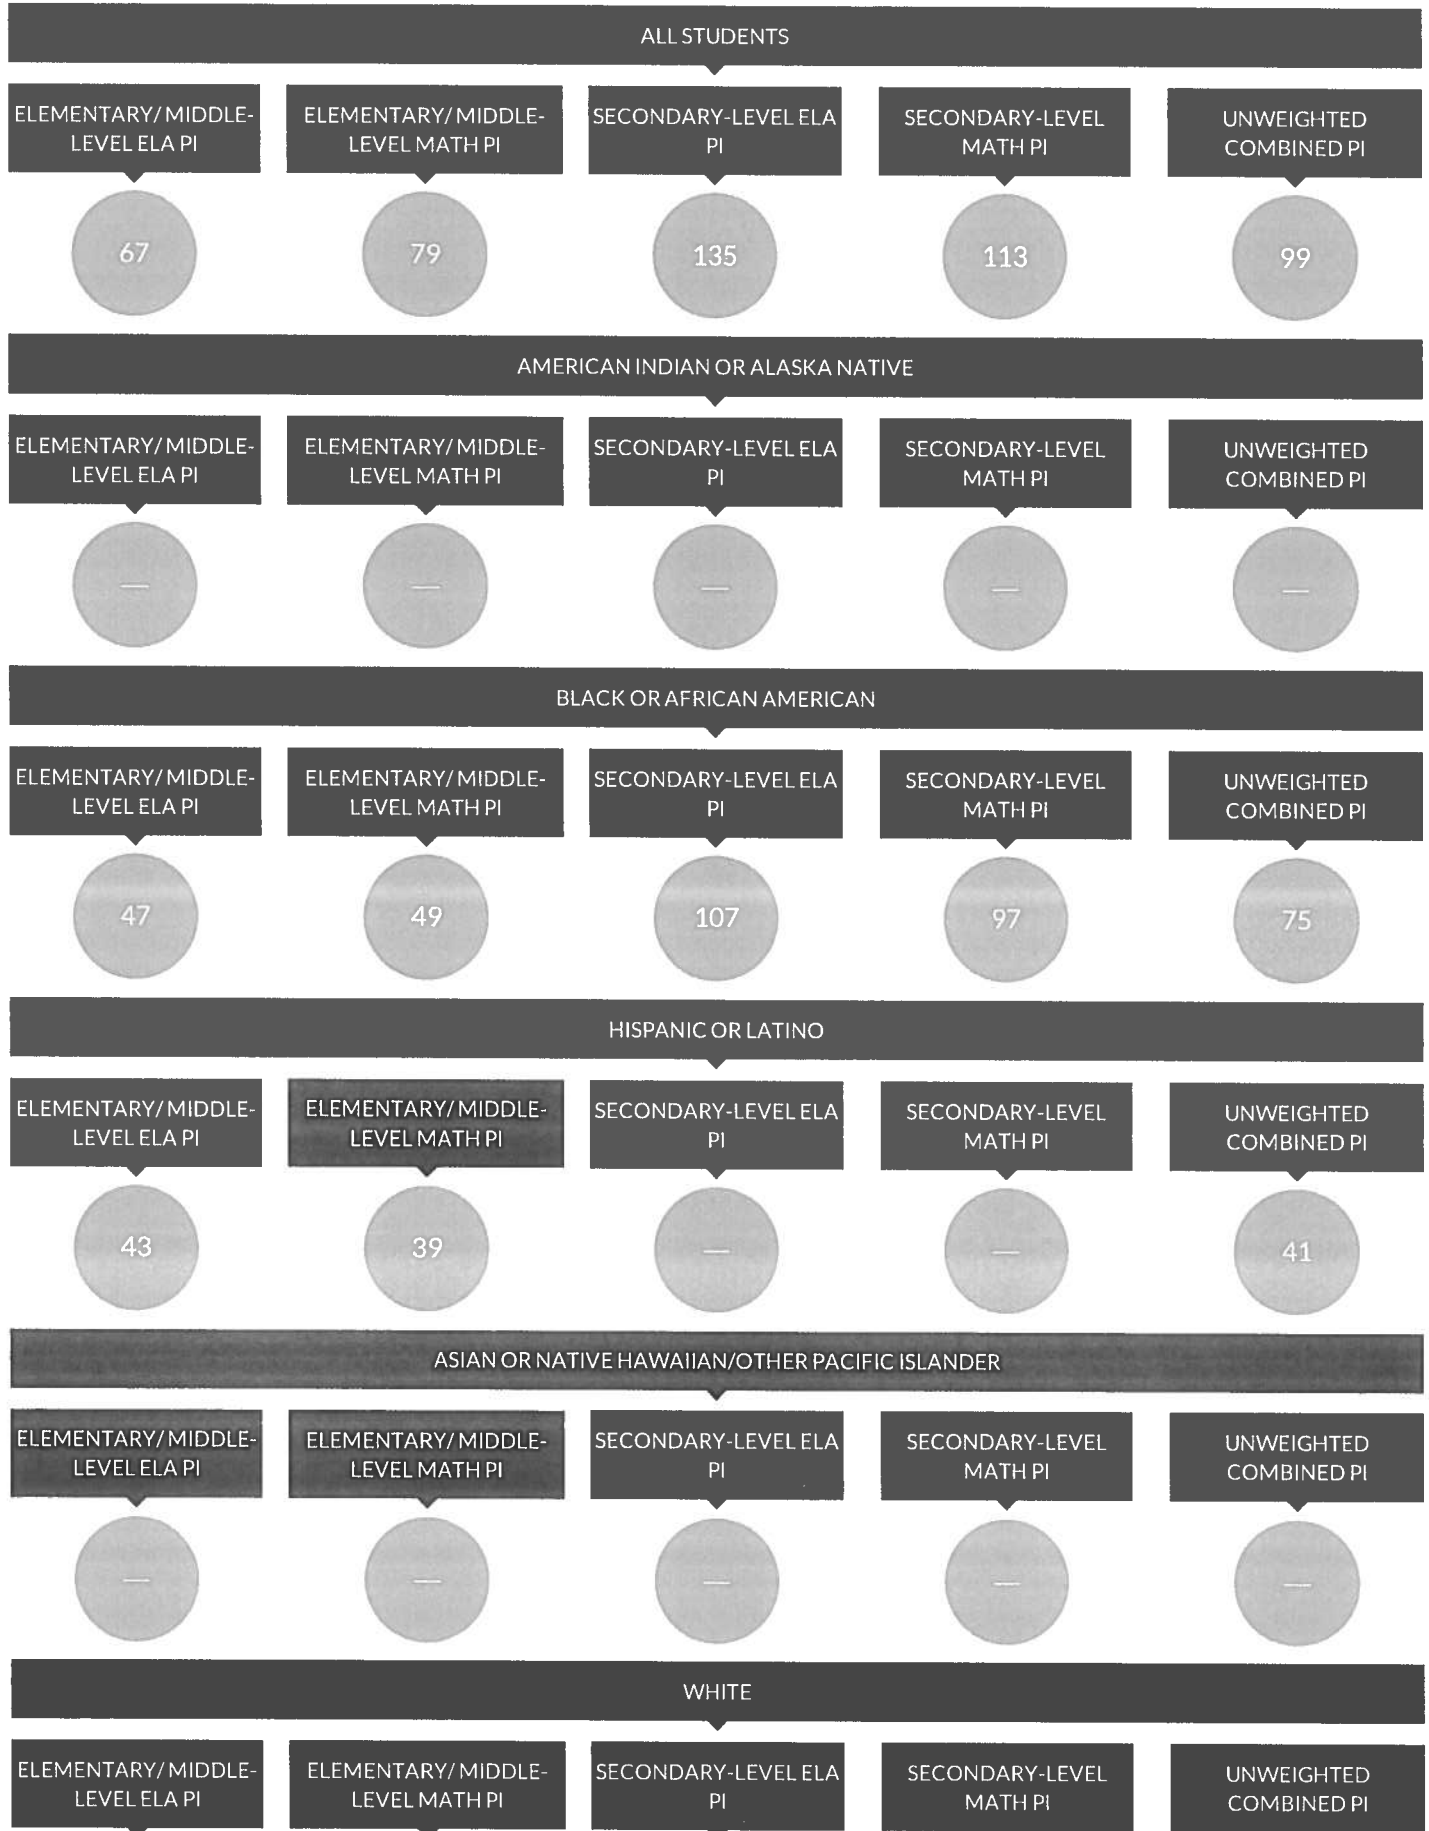 ALL STUDENTS
ELEMENTARY/ MIDDLE-
LEVEL ELA PI
ELEMENTARY/ MIDDLE-
LEVEL MATH PI
SECONDARY-LEVEL ELA
PI
SECONDARY-LEVEL
MATH PI
UNWEIGHTED
COMBINED PI
67
79
135
113
99
AMERICAN INDIAN OR ALASKA NATIVE
ELEMENTARY/ MIDDLE-
LEVEL ELA PI
ELEMENTARY/ MIDDLE-
LEVEL MATH PI
SECONDARY-LEVEL ELA
PI
SECONDARY-LEVEL
MATH PI
UNWEIGHTED
COMBINED PI
—
—
—
—
—
BLACK OR AFRICAN AMERICAN
ELEMENTARY/ MIDDLE-
LEVEL ELA PI
ELEMENTARY/ MIDDLE-
LEVEL MATH PI
SECONDARY-LEVEL ELA
PI
SECONDARY-LEVEL
MATH PI
UNWEIGHTED
COMBINED PI
47
49
107
97
75
HISPANIC OR LATINO
ELEMENTARY/ MIDDLE-
LEVEL ELA PI
ELEMENTARY/ MIDDLE-
LEVEL MATH PI
SECONDARY-LEVEL ELA
PI
SECONDARY-LEVEL
MATH PI
UNWEIGHTED
COMBINED PI
43
39
—
—
41
ASIAN OR NATIVE HAWAIIAN/OTHER PACIFIC ISLANDER
ELEMENTARY/ MIDDLE-
LEVEL ELA PI
ELEMENTARY/ MIDDLE-
LEVEL MATH PI
SECONDARY-LEVEL ELA
PI
SECONDARY-LEVEL
MATH PI
UNWEIGHTED
COMBINED PI
—
—
—
—
—
WHITE
ELEMENTARY/ MIDDLE-
LEVEL ELA PI
ELEMENTARY/ MIDDLE-
LEVEL MATH PI
SECONDARY-LEVEL ELA
PI
SECONDARY-LEVEL
MATH PI
UNWEIGHTED
COMBINED PI